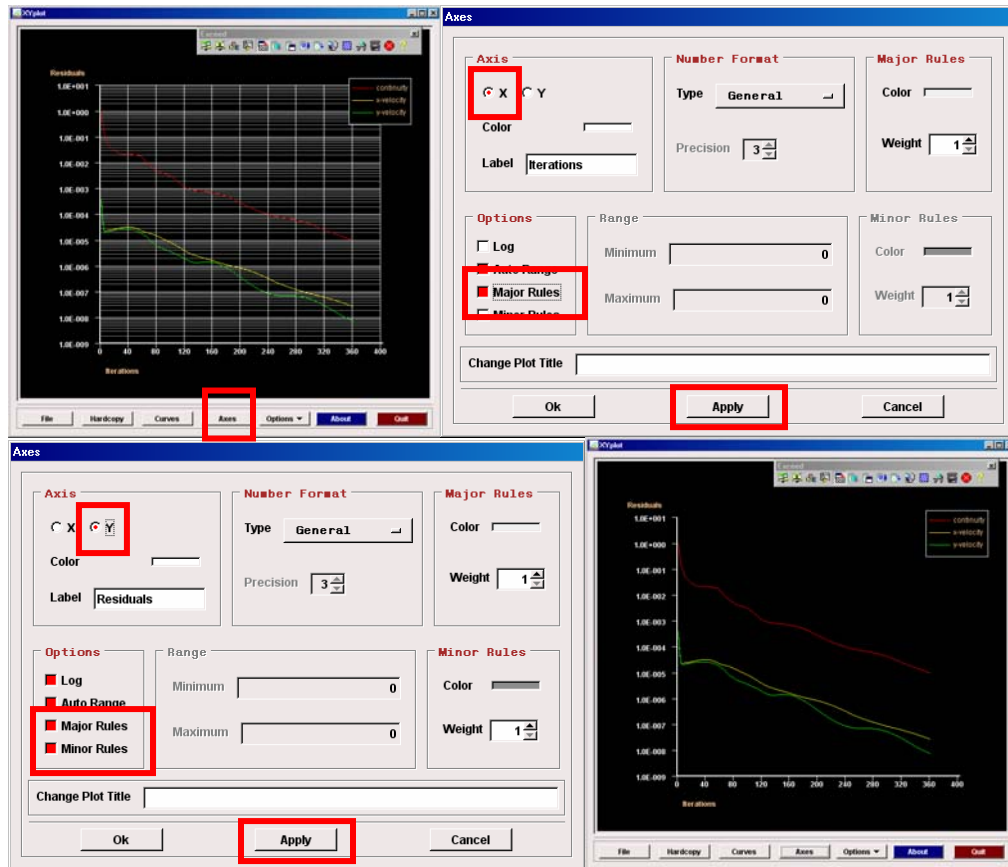 XYplot
Exceed
Residuals
continuity
x-velocity
y-velocity
1.0E+001
1.0E+000
1.0E-001
1.0E-002
1.0E-003
1.0E-004
1.0E-005
1.0E-006
1.0E-007
1.0E-008
1.0E-009
0 40 80 120 160 200 240 280 320 360 400
Iterations
File Hardcopy Curves Axes Options About Quit
Axes
Axis
X Y
Color
Label Iterations
Number Format
Type General
Precision 3
Major Rules
Color
Weight 1
Options
Log
Auto Range
Major Rules
Minor Rules
Range
Minimum 0
Maximum 0
Minor Rules
Color
Weight 1
Change Plot Title
Ok Apply Cancel
Axes
Axis
X Y
Color
Label Residuals
Number Format
Type General
Precision 3
Major Rules
Color
Weight 1
Options
Log
Auto Range
Major Rules
Minor Rules
Range
Minimum 0
Maximum 0
Minor Rules
Color
Weight 1
Change Plot Title
Ok Apply Cancel
XYplot
Exceed
Residuals
continuity
x-velocity
y-velocity
1.0E+001
1.0E+000
1.0E-001
1.0E-002
1.0E-003
1.0E-004
1.0E-005
1.0E-006
1.0E-007
1.0E-008
1.0E-009
0 40 80 120 160 200 240 280 320 360 400
Iterations
File Hardcopy Curves Axes Options About Quit